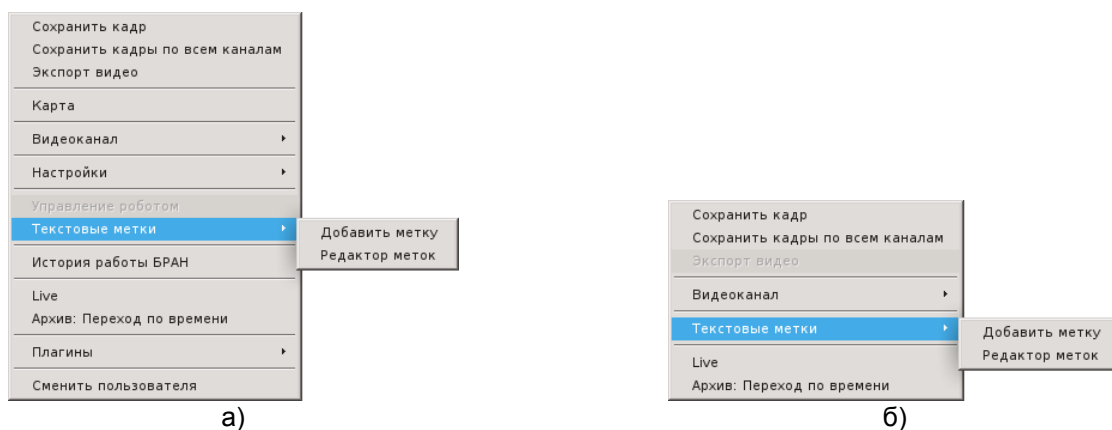 Сохранить кадр
Сохранить кадры по всем каналам
Экспорт видео
Карта
Видеоканал
Настройки
Управление роботом
Текстовые метки
Добавить метку
Редактор меток
История работы БРАН
Live
Архив: Переход по времени
Плагины
Сменить пользователя
а)
Сохранить кадр
Сохранить кадры по всем каналам
Экспорт видео
Видеоканал
Текстовые метки
Добавить метку
Редактор меток
Live
Архив: Переход по времени
б)